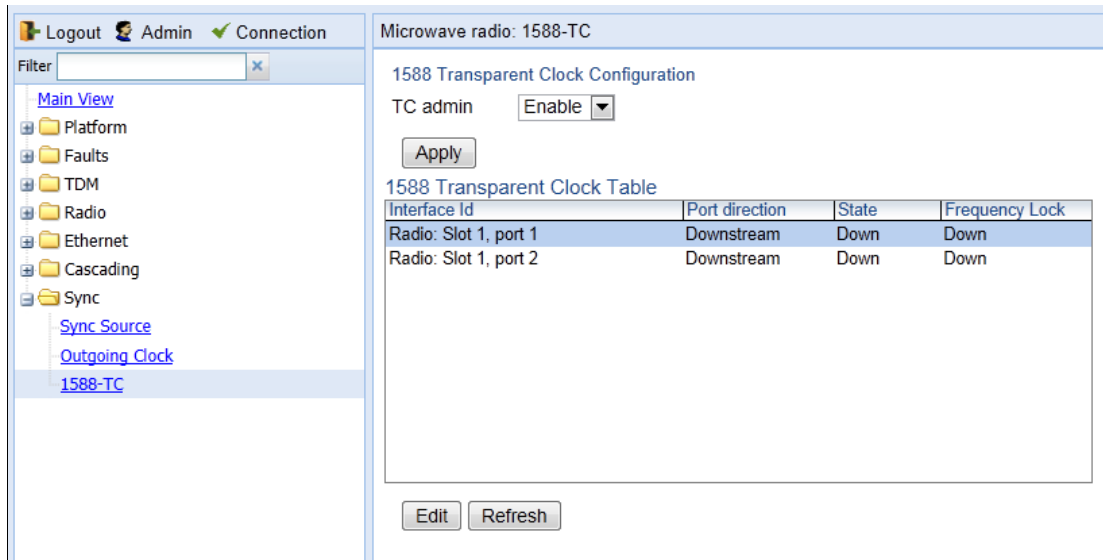 Logout Admin Connection
Filter
Main View
Platform
Faults
TDM
Radio
Ethernet
Cascading
Sync
Sync Source
Outgoing Clock
1588-TC
Microwave radio: 1588-TC
1588 Transparent Clock Configuration
TC admin Enable
Apply
1588 Transparent Clock Table
Interface Id Port direction State Frequency Lock
Radio: Slot 1, port 1 Downstream Down Down
Radio: Slot 1, port 2 Downstream Down Down
Edit Refresh